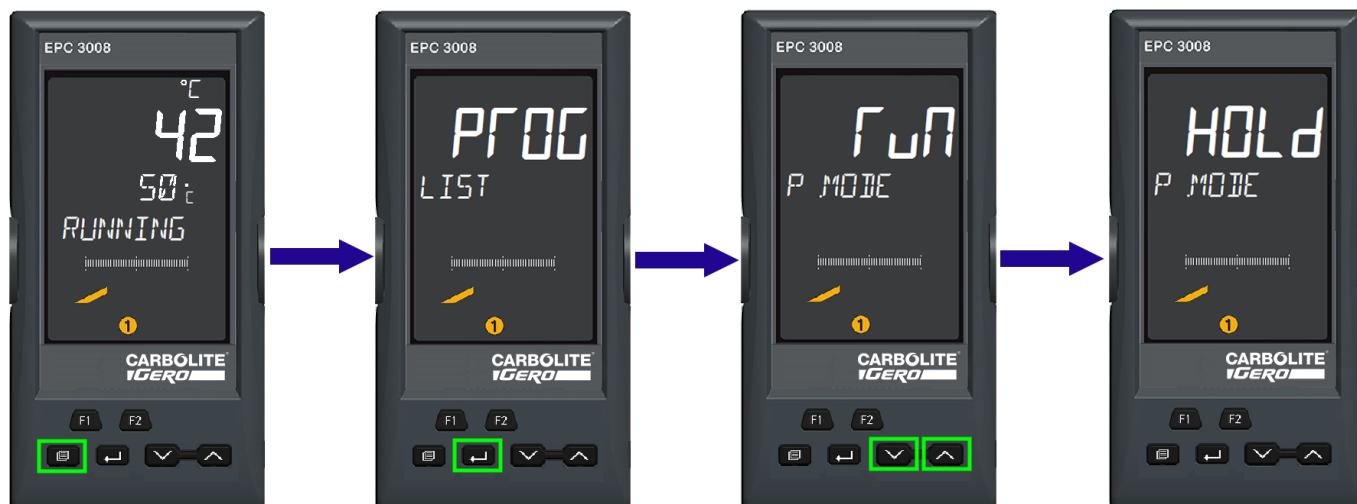 EPC 3008
°C
42
50 °C
RUNNING
1
CARBOLITE
GERO
F1 F2
EPC 3008
PrOG
LIST
1
CARBOLITE
GERO
F1 F2
EPC 3008
run
P.MODE
1
CARBOLITE
GERO
F1 F2
EPC 3008
HOLd
P.MODE
1
CARBOLITE
GERO
F1 F2